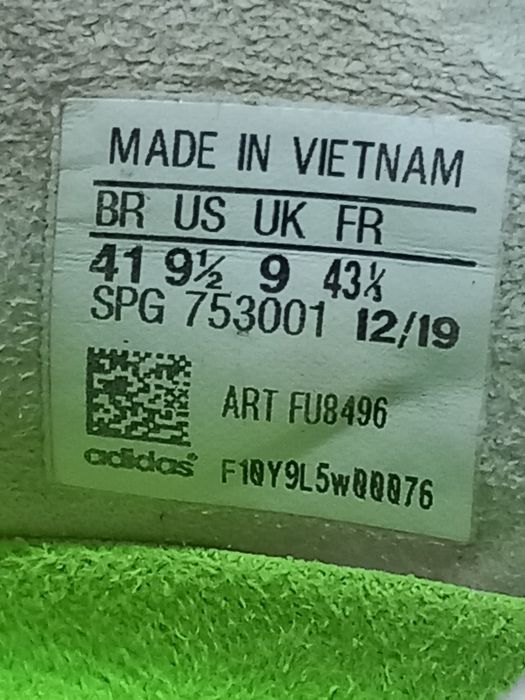 MADE IN VIETNAM
BR US UK FR
41 9½ 9 43⅓
SPG 753001 12/19
ART FU8496
adidas F10Y9L5w00076